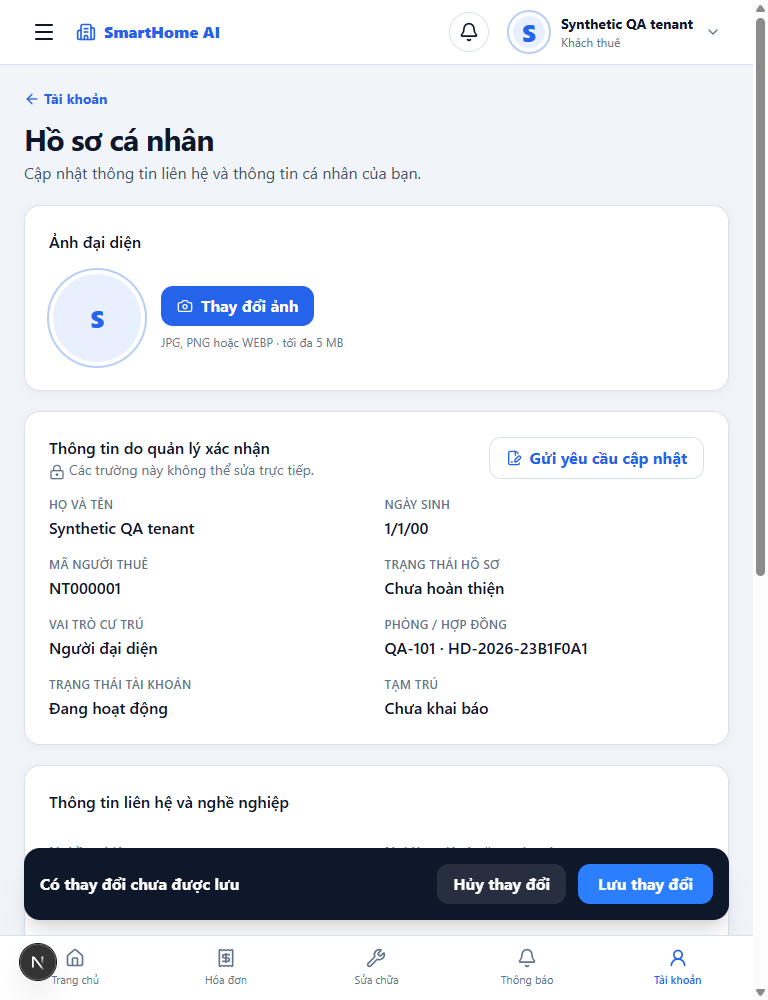 SmartHome AI
S
Synthetic QA tenant
Khách thuê
Tài khoản
Hồ sơ cá nhân
Cập nhật thông tin liên hệ và thông tin cá nhân của bạn.
Ảnh đại diện
S
Thay đổi ảnh
JPG, PNG hoặc WEBP · tối đa 5 MB
Thông tin do quản lý xác nhận
Các trường này không thể sửa trực tiếp.
Gửi yêu cầu cập nhật
HỌ VÀ TÊN
NGÀY SINH
Synthetic QA tenant
1/1/00
MÃ NGƯỜI THUÊ
TRẠNG THÁI HỒ SƠ
NT000001
Chưa hoàn thiện
VAI TRÒ CƯ TRÚ
PHÒNG / HỢP ĐỒNG
Người đại diện
QA-101 · HD-2026-23B1F0A1
TRẠNG THÁI TÀI KHOẢN
TẠM TRÚ
Đang hoạt động
Chưa khai báo
Thông tin liên hệ và nghề nghiệp
Có thay đổi chưa được lưu
Hủy thay đổi
Lưu thay đổi
N
Trang chủ
Hóa đơn
Sửa chữa
Thông báo
Tài khoản